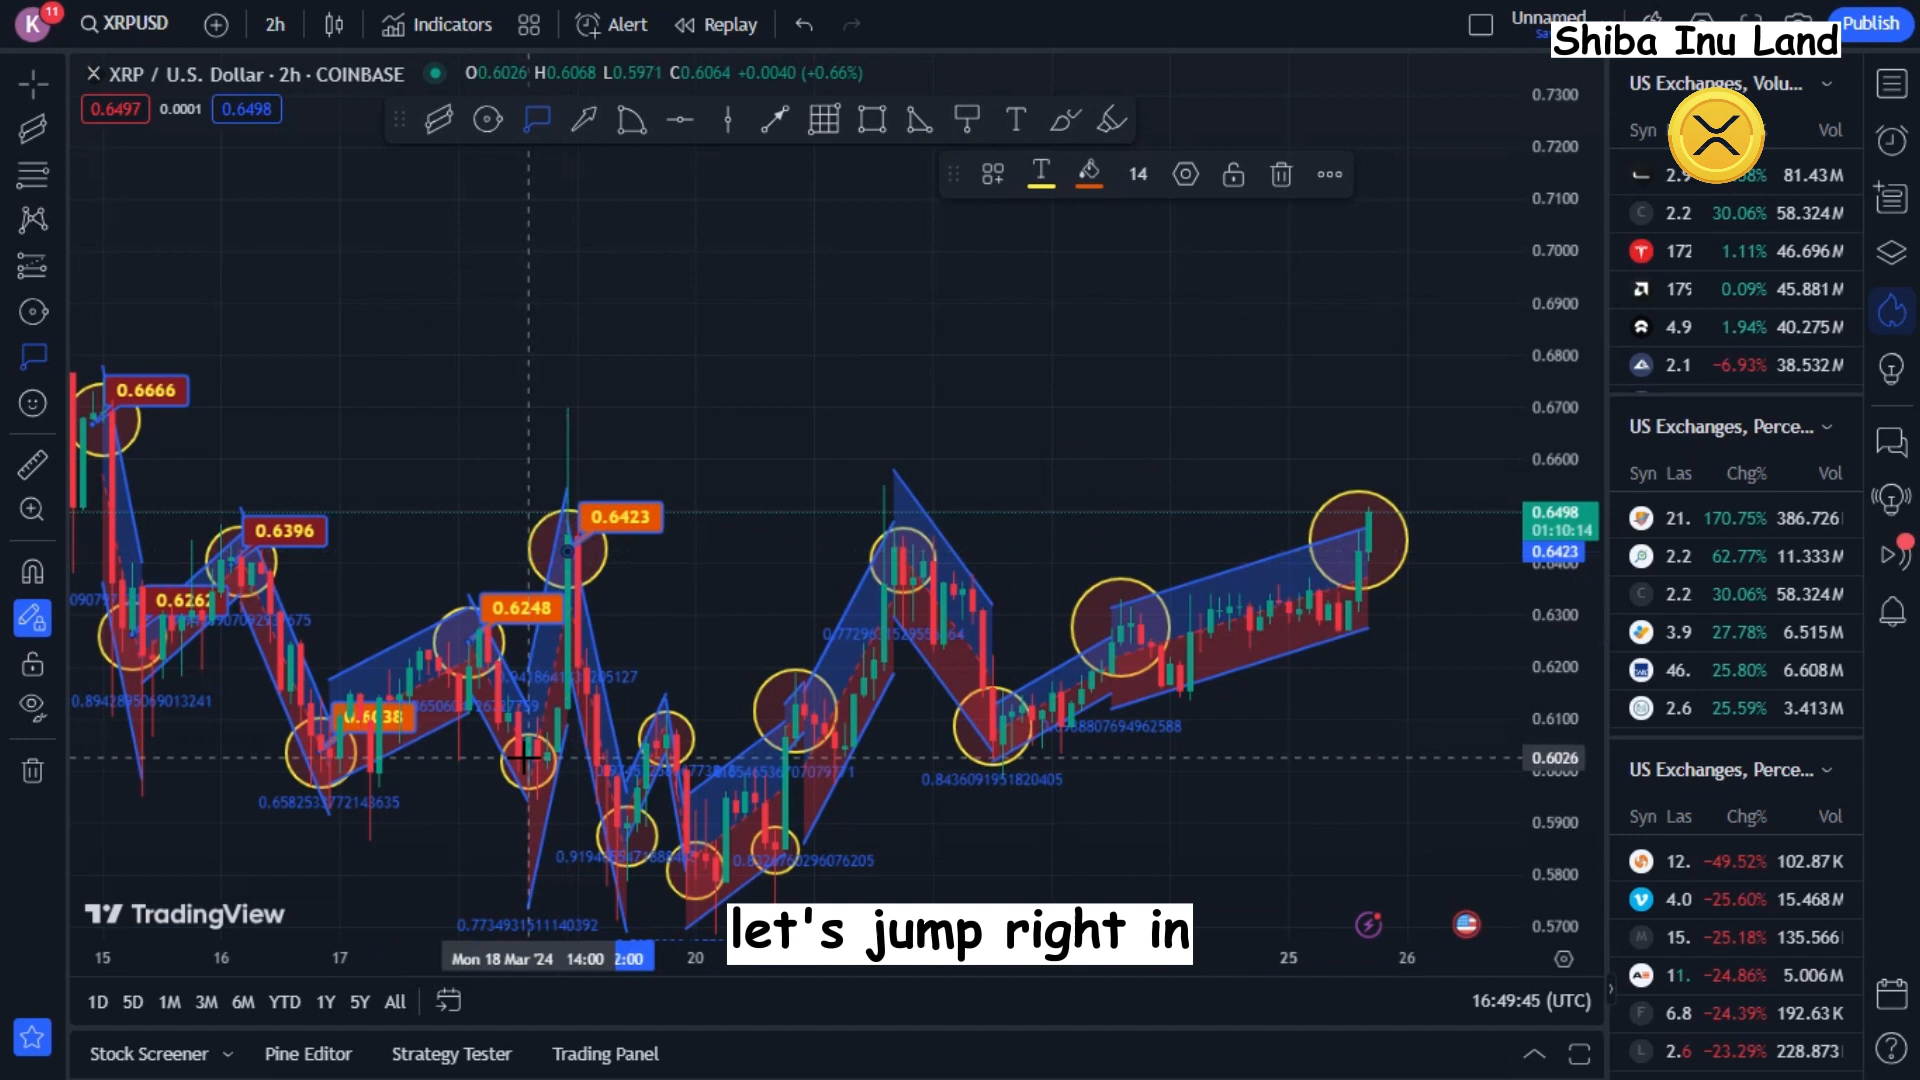 K
11
XRPUSD
2h
Indicators
Alert
Replay
Unnamed
Publish
Shiba Inu Land
XRP / U.S. Dollar · 2h · COINBASE
O0.6026 H0.6068 L0.5971 C0.6064 +0.0040 (+0.66%)
0.6497
0.0001
0.6498
14
US Exchanges, Volu...
Vol
2.9
81.43M
2.2 30.06% 58.324M
172 1.11% 46.696M
179 0.09% 45.881M
4.9 1.94% 40.275M
2.1 −6.93% 38.532M
US Exchanges, Perce...
Syn Las Chg% Vol
21. 170.75% 386.726
2.2 62.77% 11.333M
2.2 30.06% 58.324M
3.9 27.78% 6.515M
46. 25.80% 6.608M
2.6 25.59% 3.413M
US Exchanges, Perce...
Syn Las Chg% Vol
12. −49.52% 102.87K
4.0 −25.60% 15.468M
15. −25.18% 135.566
11. −24.86% 5.006M
6.8 −24.39% 192.63K
2.6 −23.29% 228.873
0.7300
0.7200
0.7100
0.7000
0.6900
0.6800
0.6700
0.6600
0.6498
01:10:14
0.6423
0.6300
0.6200
0.6100
0.6026
0.5900
0.5800
0.5700
0.6666
0.6396
0.6262
0.6038
0.6248
0.6423
0.8942895069013241
0.6582533772143635
0.7734931511140392
0.8436091951820405
TradingView
let's jump right in
15
16
17
Mon 18 Mar '24 14:00
20
25
26
1D 5D 1M 3M 6M YTD 1Y 5Y All
16:49:45 (UTC)
Stock Screener
Pine Editor
Strategy Tester
Trading Panel